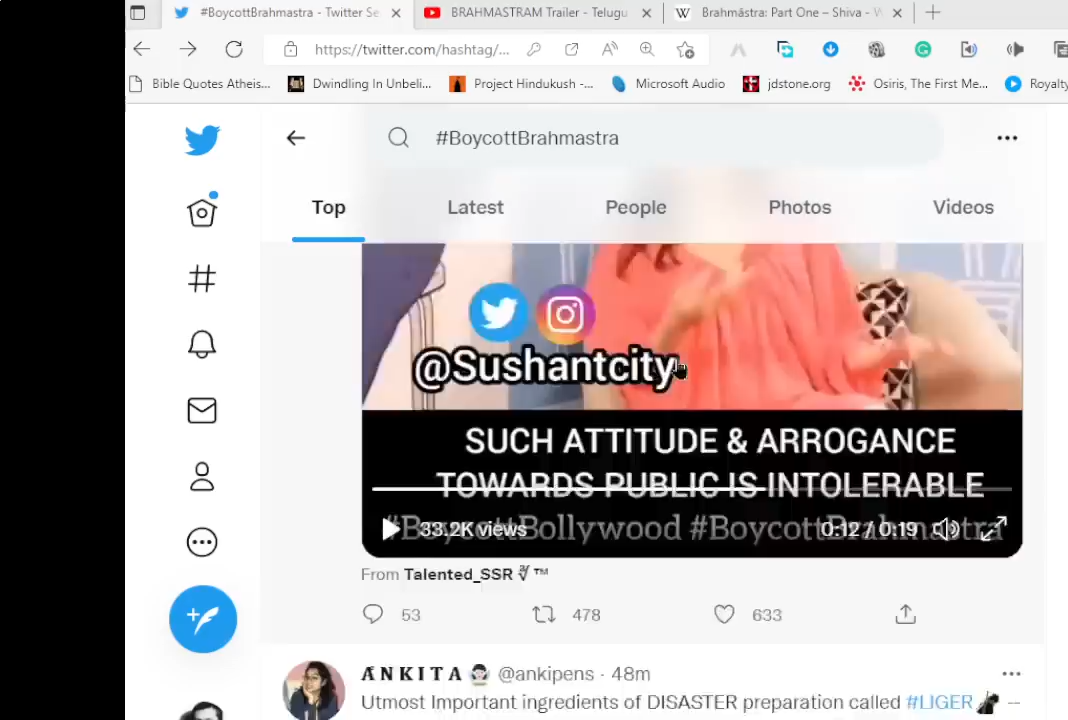 #BoycottBrahmastra - Twitter Se
BRAHMASTRAM Trailer - Telugu
Brahmāstra: Part One – Shiva -
https://twitter.com/hashtag/...
Bible Quotes Atheis...
Dwindling In Unbeli...
Project Hindukush -...
Microsoft Audio
jdstone.org
Osiris, The First Me...
Royalty
#BoycottBrahmastra
Top
Latest
People
Photos
Videos
@Sushantcity
SUCH ATTITUDE & ARROGANCE
TOWARDS PUBLIC IS INTOLERABLE
#BoycottBollywood #BoycottBrahmastra
33.2K views
0:12 / 0:19
From Talented_SSR ™
53
478
633
ANKITA @ankipens · 48m
Utmost Important ingredients of DISASTER preparation called #LIGER --